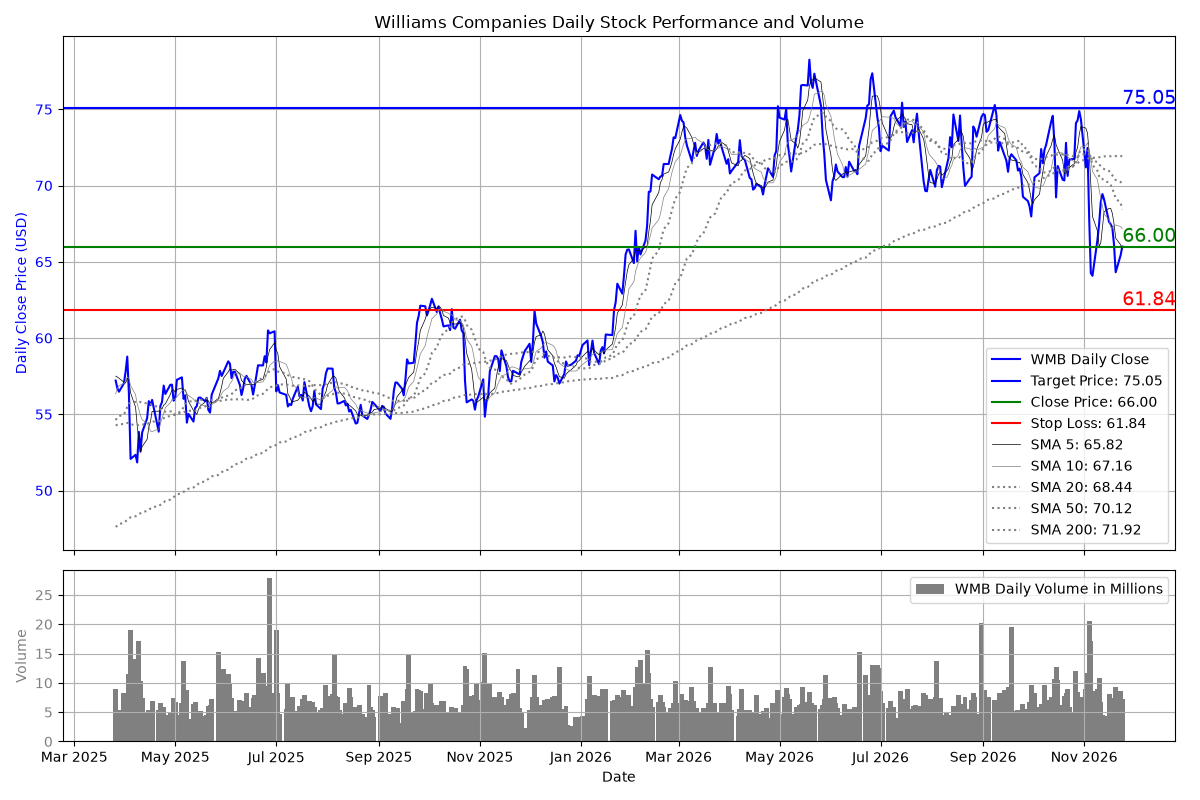 Williams Companies Daily Stock Performance and Volume
Daily Close Price (USD)
75
70
65
60
55
50
75.05
66.00
61.84
WMB Daily Close
Target Price: 75.05
Close Price: 66.00
Stop Loss: 61.84
SMA 5: 65.82
SMA 10: 67.16
SMA 20: 68.44
SMA 50: 70.12
SMA 200: 71.92
Volume
25
20
15
10
5
0
WMB Daily Volume in Millions
Mar 2025 May 2025 Jul 2025 Sep 2025 Nov 2025 Jan 2026 Mar 2026 May 2026 Jul 2026 Sep 2026 Nov 2026
Date